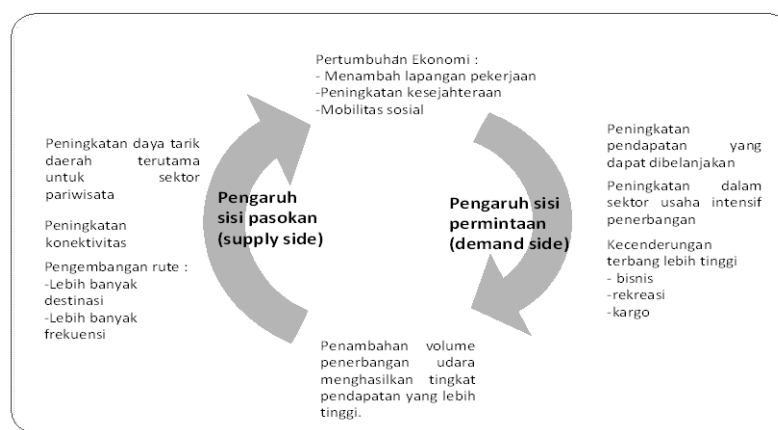 Pertumbuhan Ekonomi :
- Menambah lapangan pekerjaan
-Peningkatan kesejahteraan
-Mobilitas sosial
Peningkatan
pendapatan yang
dapat dibelanjakan
Peningkatan dalam
sektor usaha intensif
penerbangan
Kecenderungan
terbang lebih tinggi
- bisnis
-rekreasi
-kargo
Pengaruh sisi
permintaan
(demand side)
Penambahan volume
penerbangan udara
menghasilkan tingkat
pendapatan yang lebih
tinggi.
Peningkatan daya tarik
daerah terutama
untuk sektor
pariwisata
Peningkatan
konektivitas
Pengembangan rute :
-Lebih banyak
destinasi
-Lebih banyak
frekuensi
Pengaruh
sisi pasokan
(supply side)